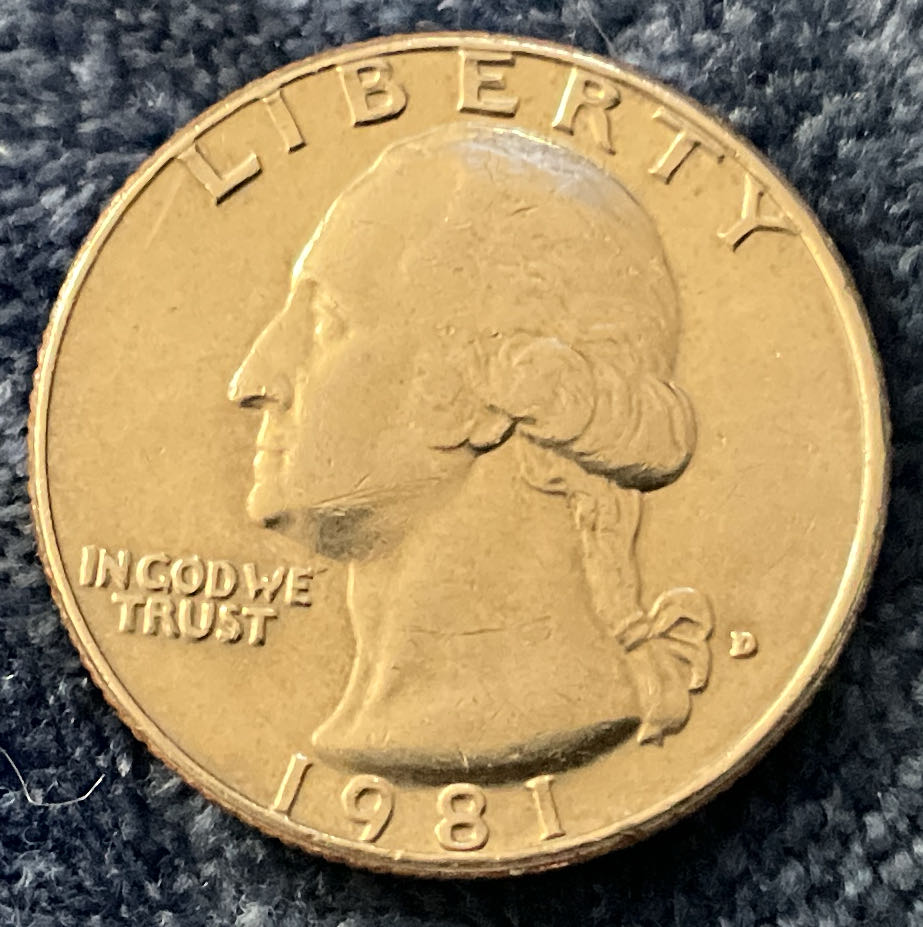 LIBERTY
IN GOD WE
TRUST
D
1981